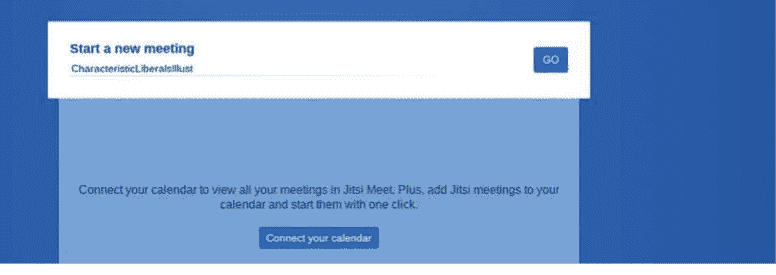 Start a new meeting
GO
CharacteristicLiberalsIllust
Connect your calendar to view all your meetings in Jitsi Meet. Plus, add Jitsi meetings to your
calendar and start them with one click.
Connect your calendar